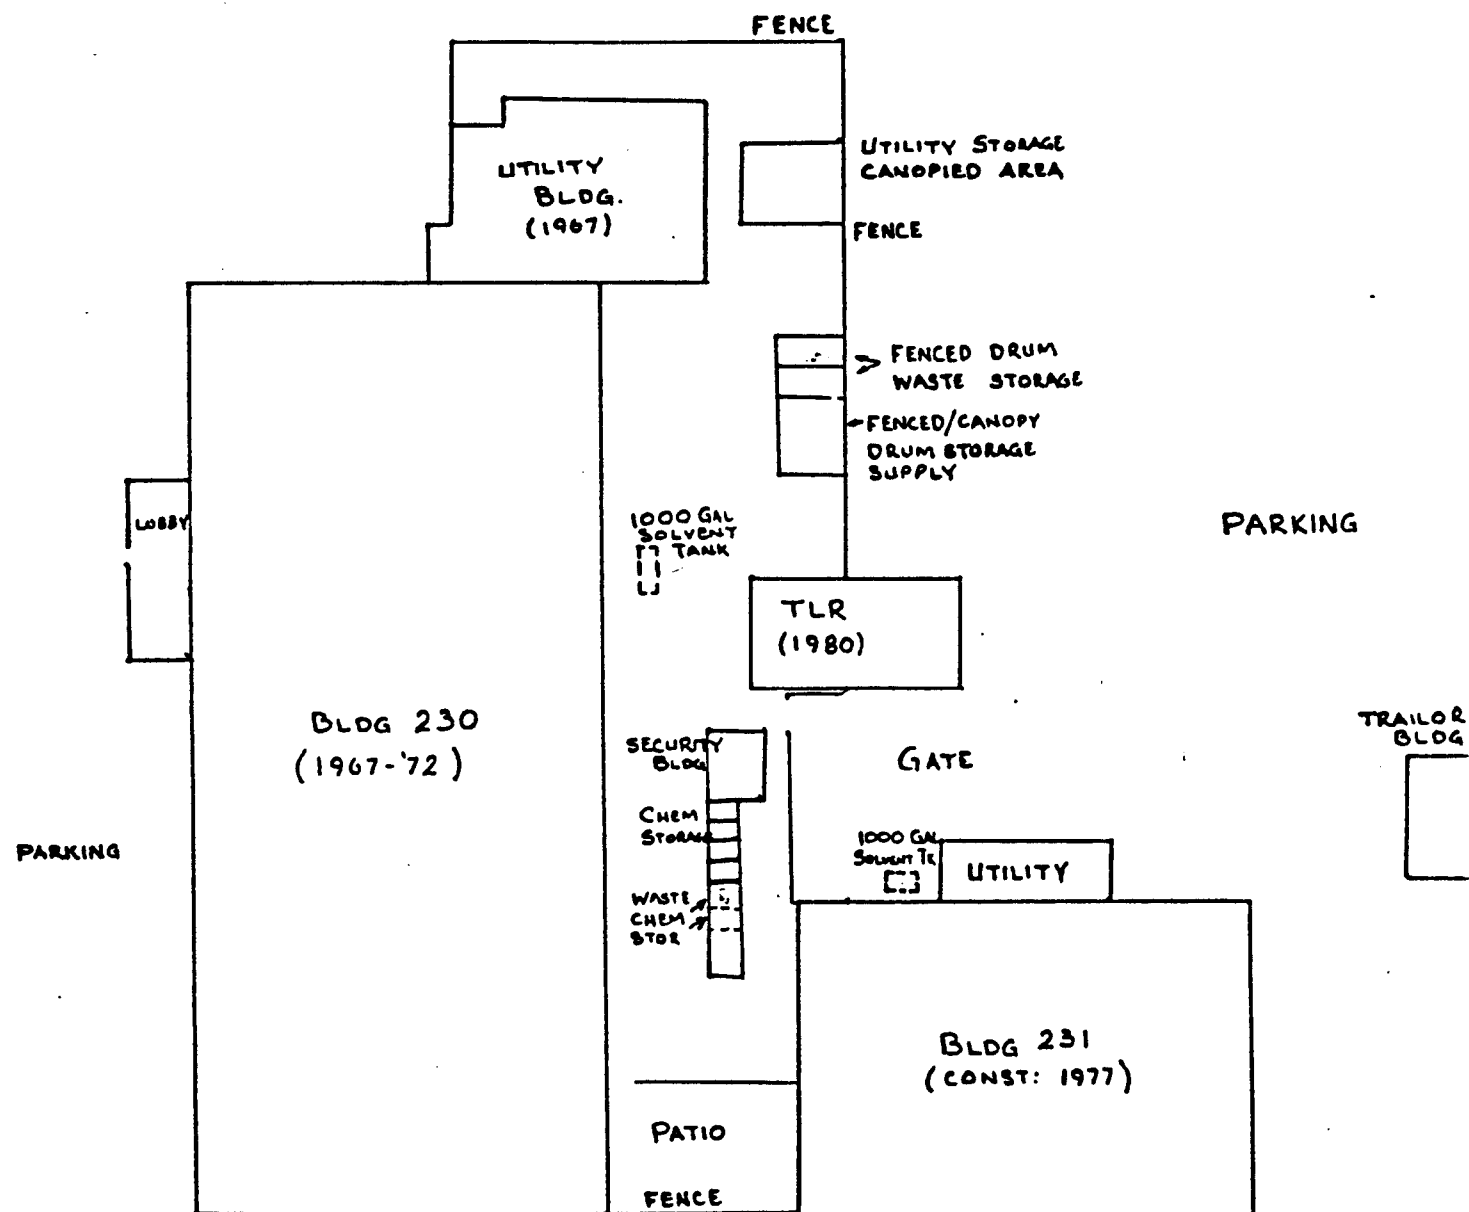 FENCE
UTILITY STORAGE
CANOPIED AREA
UTILITY
BLDG.
(1967)
FENCE
FENCED DRUM
WASTE STORAGE
FENCED/CANOPY
DRUM STORAGE
SUPPLY
LOBBY
1000 GAL
SOLVENT
TANK
PARKING
TLR
(1980)
BLDG 230
(1967-'72)
SECURITY
BLDG
GATE
TRAILOR
BLDG
CHEM
STORAGE
PARKING
1000 GAL
SOLVENT TK
UTILITY
WASTE
CHEM
STOR
BLDG 231
(CONST: 1977)
PATIO
FENCE